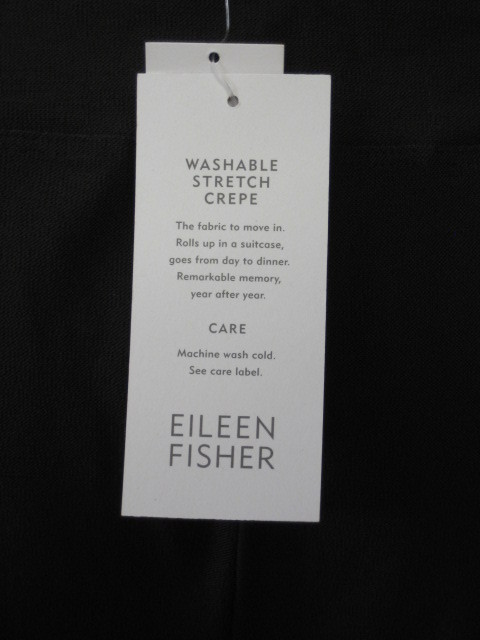 WASHABLE
STRETCH
CREPE
The fabric to move in.
Rolls up in a suitcase,
goes from day to dinner.
Remarkable memory,
year after year.
CARE
Machine wash cold.
See care label.
EILEEN
FISHER